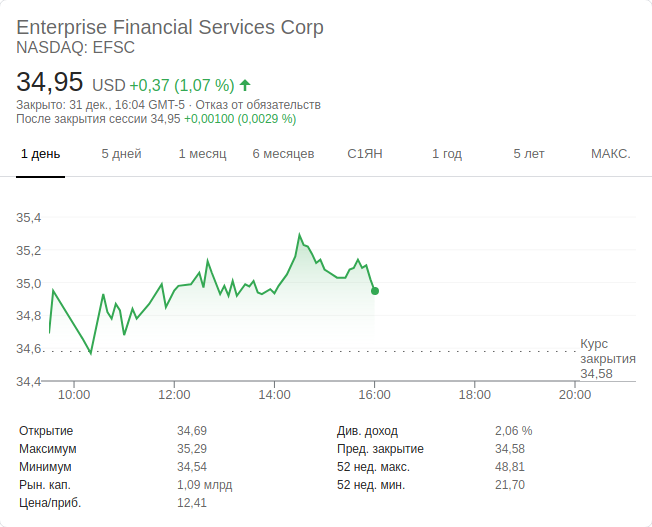 Enterprise Financial Services Corp
NASDAQ: EFSC
34,95 USD +0,37 (1,07 %)
Закрыто: 31 дек., 16:04 GMT-5 · Отказ от обязательств
После закрытия сессии 34,95 +0,00100 (0,0029 %)
1 день 5 дней 1 месяц 6 месяцев С1ЯН 1 год 5 лет МАКС.
35,4
35,2
35,0
34,8
34,6
34,4
Курс
закрытия
34,58
10:00 12:00 14:00 16:00 18:00 20:00
Открытие 34,69 Див. доход 2,06 %
Максимум 35,29 Пред. закрытие 34,58
Минимум 34,54 52 нед. макс. 48,81
Рын. кап. 1,09 млрд 52 нед. мин. 21,70
Цена/приб. 12,41